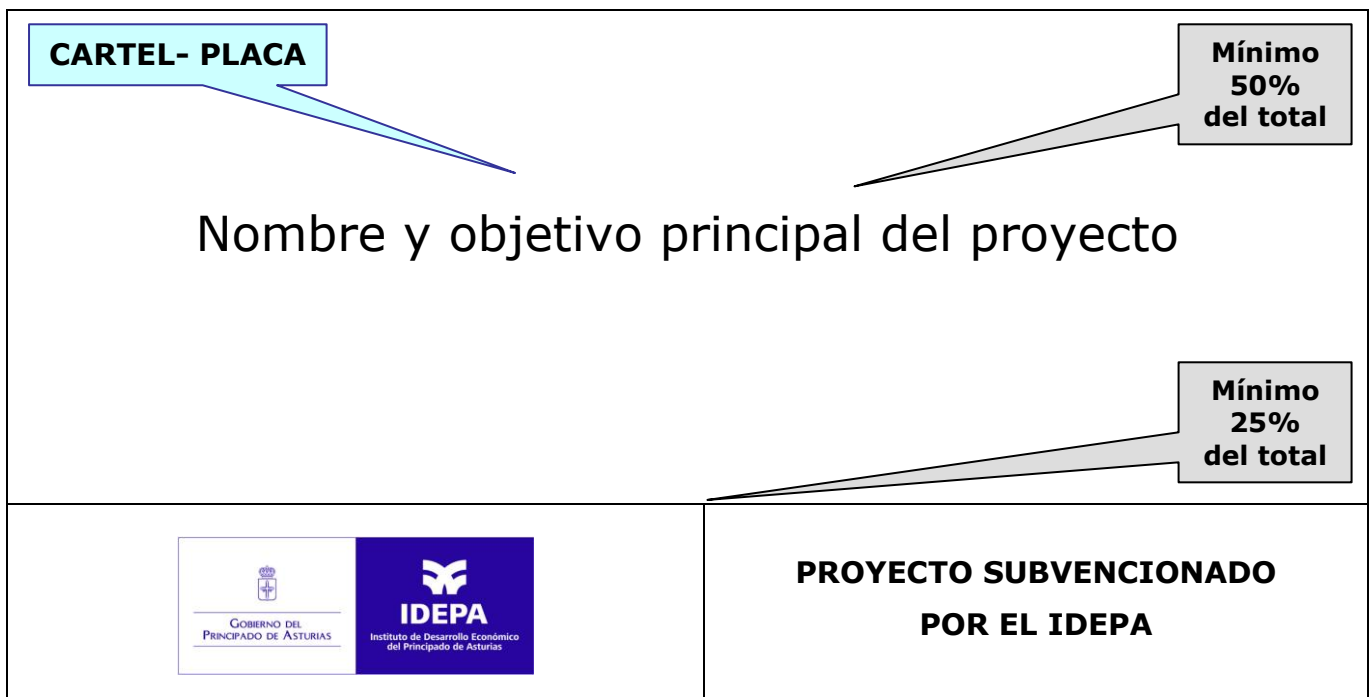 CARTEL- PLACA
Mínimo
50%
del total
Nombre y objetivo principal del proyecto
Mínimo
25%
del total
GOBIERNO DEL
PRINCIPADO DE ASTURIAS
IDEPA
Instituto de Desarrollo Económico
del Principado de Asturias
PROYECTO SUBVENCIONADO
POR EL IDEPA